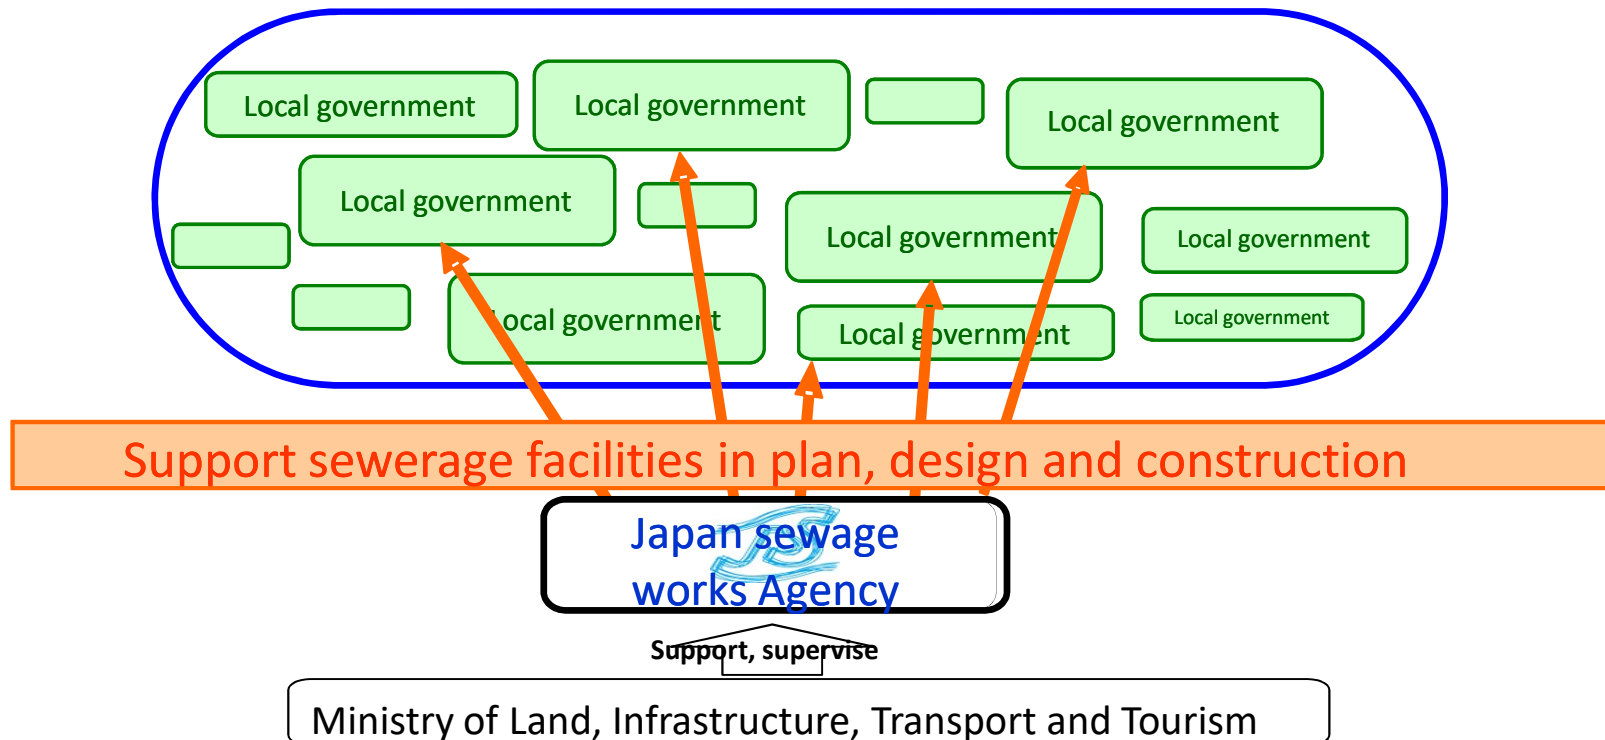 Local government
Local government
Local government
Local government
Local government
Local government
Local government
Local government
Local government
Support sewerage facilities in plan, design and construction
JS
Japan sewage
works Agency
Support, supervise
Ministry of Land, Infrastructure, Transport and Tourism